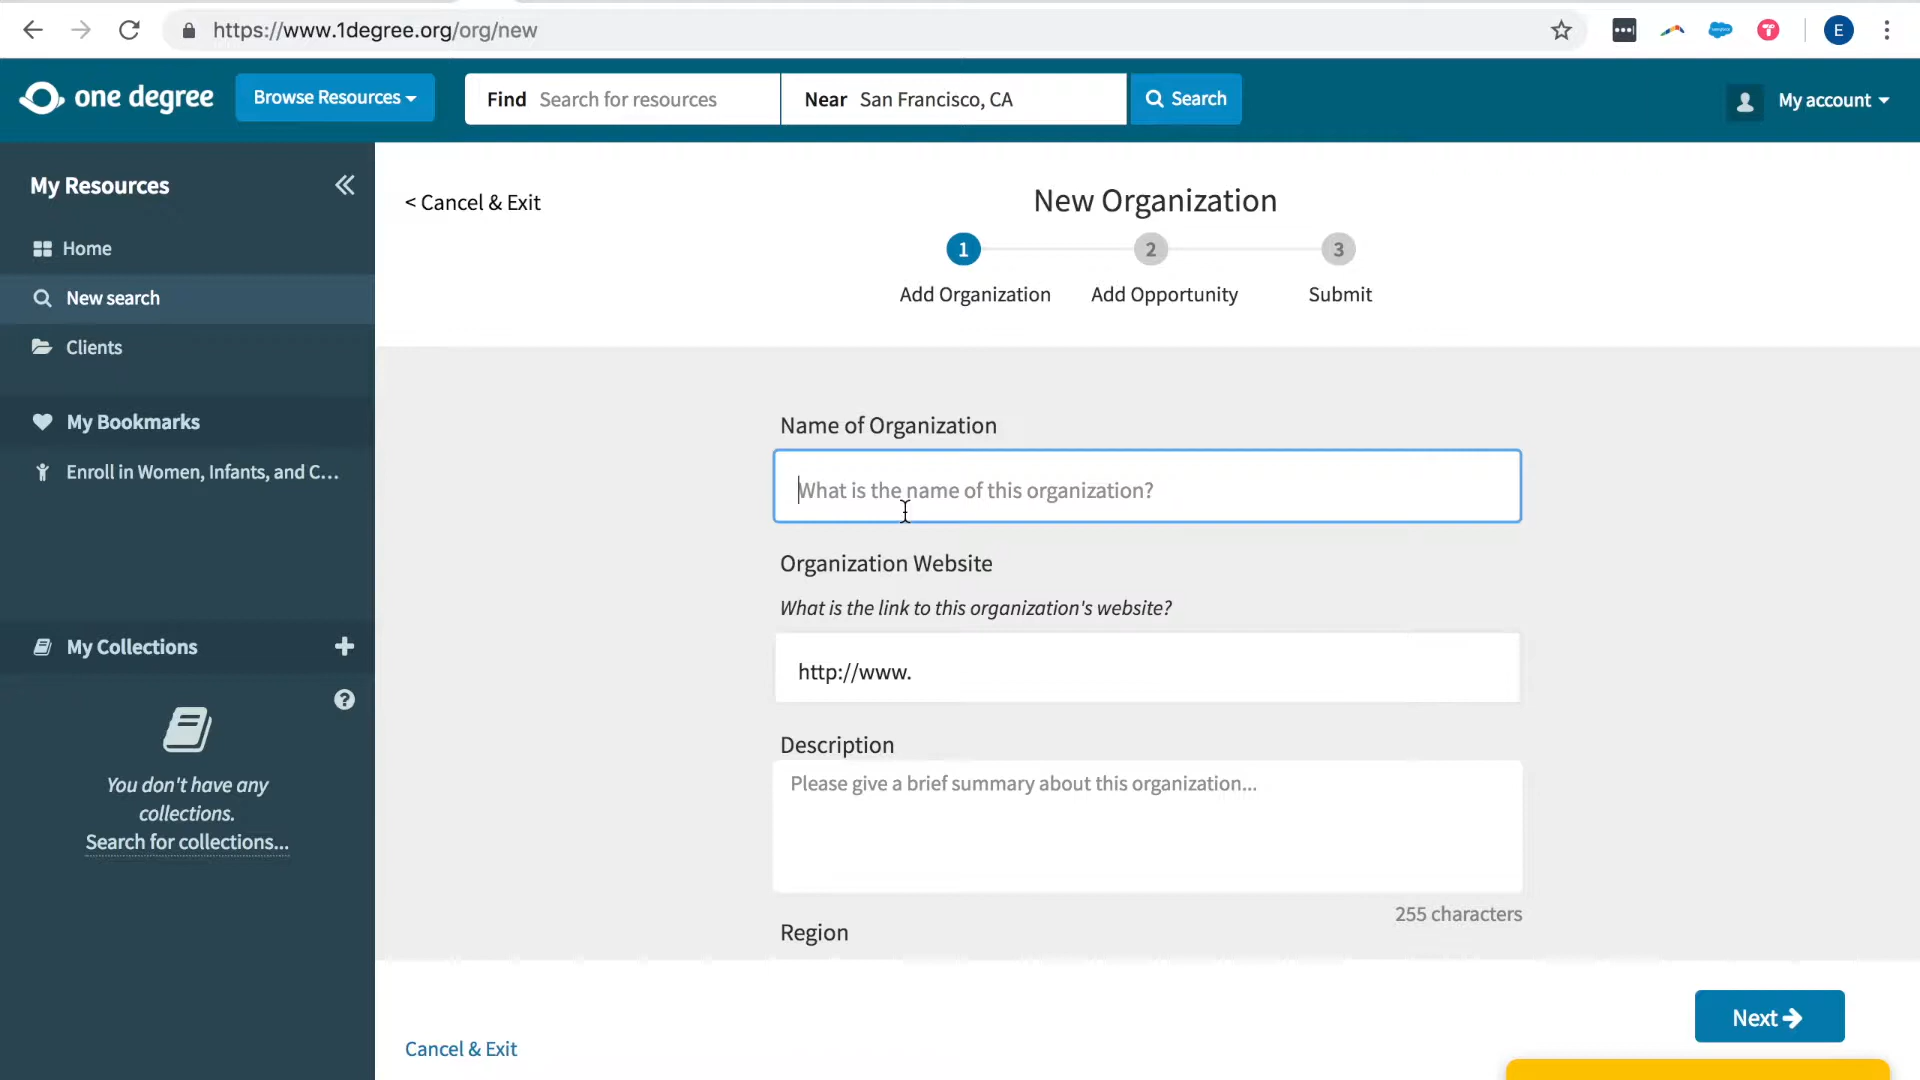 https://www.1degree.org/org/new
E
one degree
Browse Resources
Find Search for resources
Near San Francisco, CA
Search
My account
My Resources
Home
New search
Clients
My Bookmarks
Enroll in Women, Infants, and C...
My Collections
?
You don't have any
collections.
Search for collections...
< Cancel & Exit
New Organization
1
2
3
Add Organization
Add Opportunity
Submit
Name of Organization
What is the name of this organization?
Organization Website
What is the link to this organization's website?
http://www.
Description
Please give a brief summary about this organization...
255 characters
Region
Next
Cancel & Exit